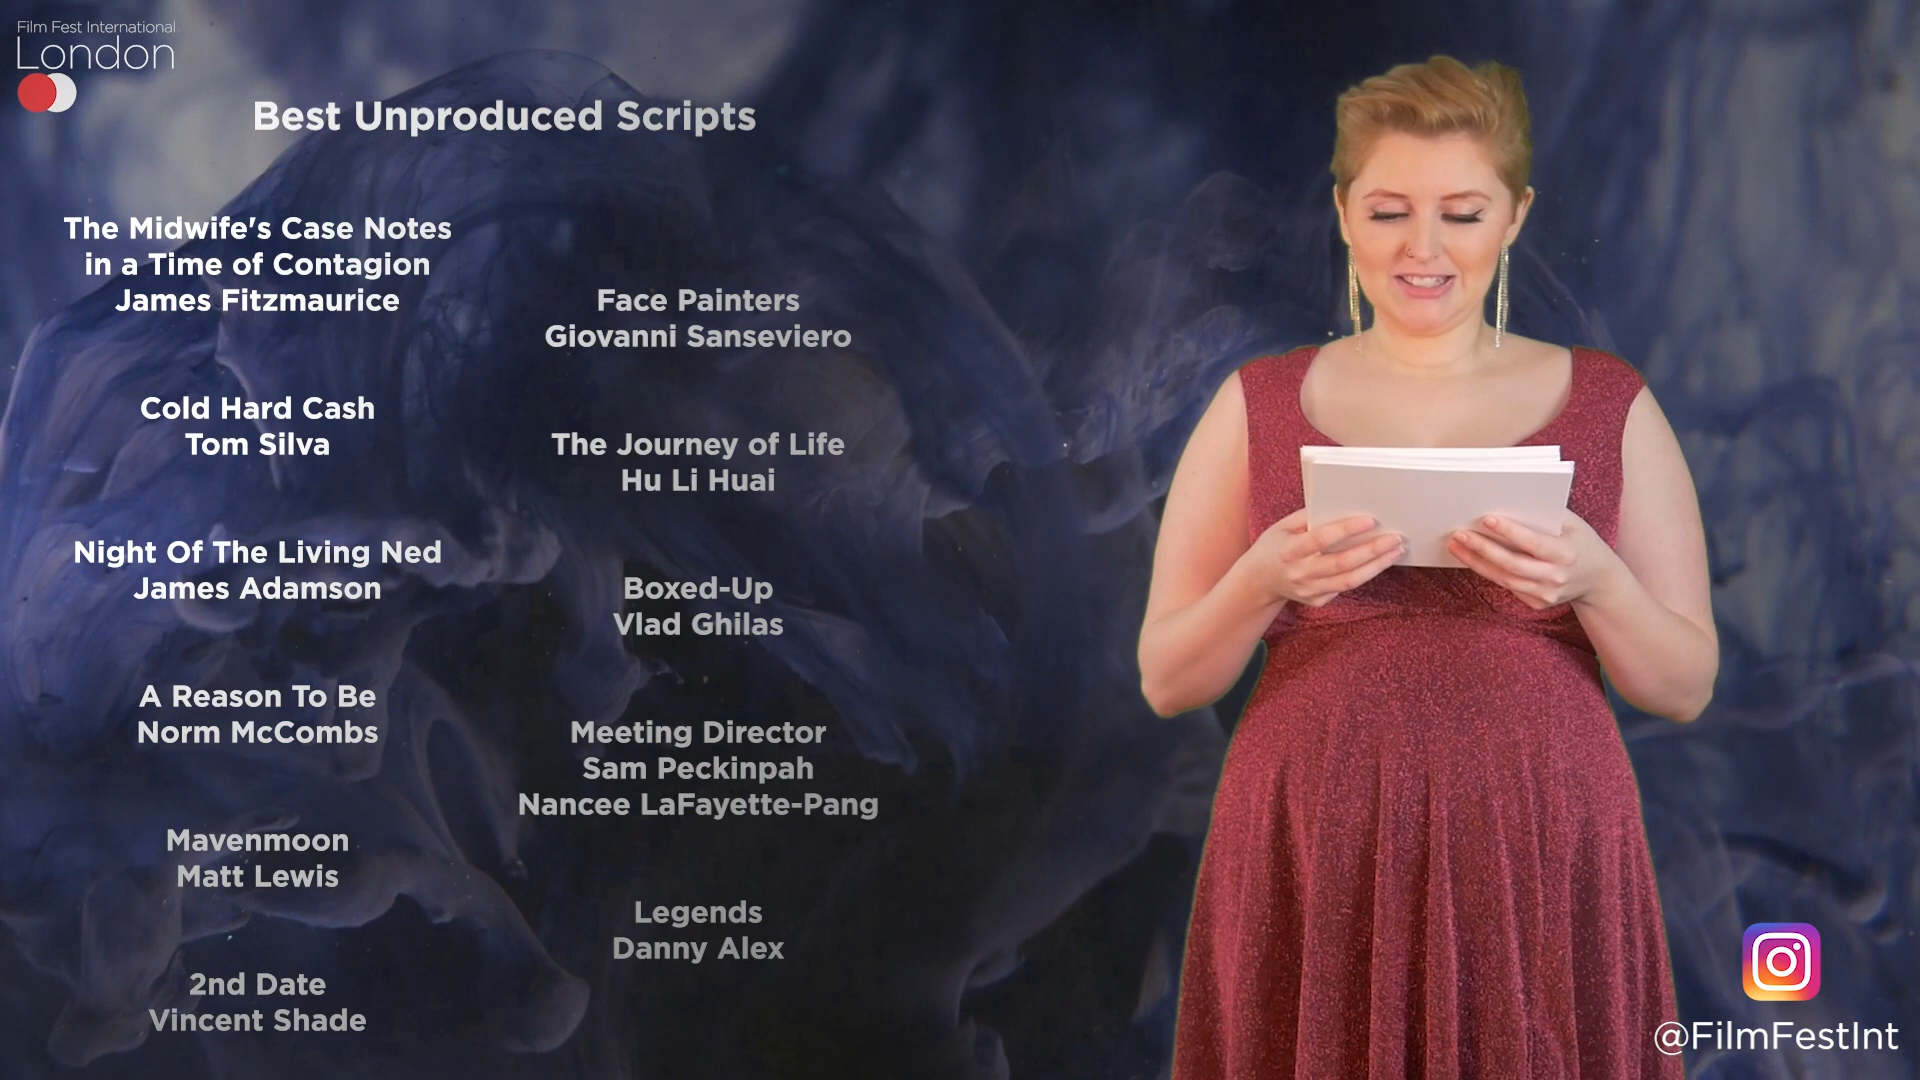 Film Fest International
London
Best Unproduced Scripts
The Midwife's Case Notes
in a Time of Contagion
James Fitzmaurice
Cold Hard Cash
Tom Silva
Night Of The Living Ned
James Adamson
A Reason To Be
Norm McCombs
Mavenmoon
Matt Lewis
2nd Date
Vincent Shade
Face Painters
Giovanni Sanseviero
The Journey of Life
Hu Li Huai
Boxed-Up
Vlad Ghilas
Meeting Director
Sam Peckinpah
Nancee LaFayette-Pang
Legends
Danny Alex
@FilmFestInt